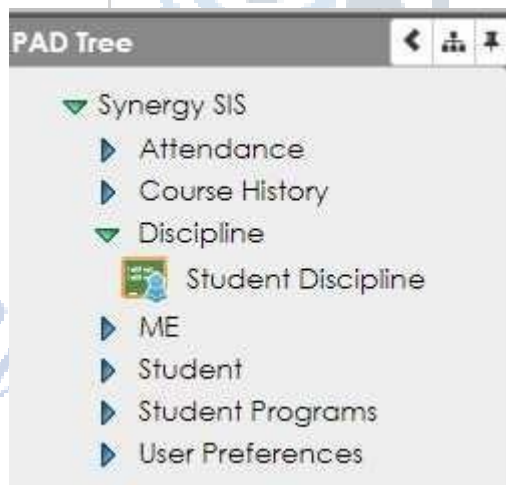 PAD Tree
Synergy SIS
Attendance
Course History
Discipline
Student Discipline
ME
Student
Student Programs
User Preferences